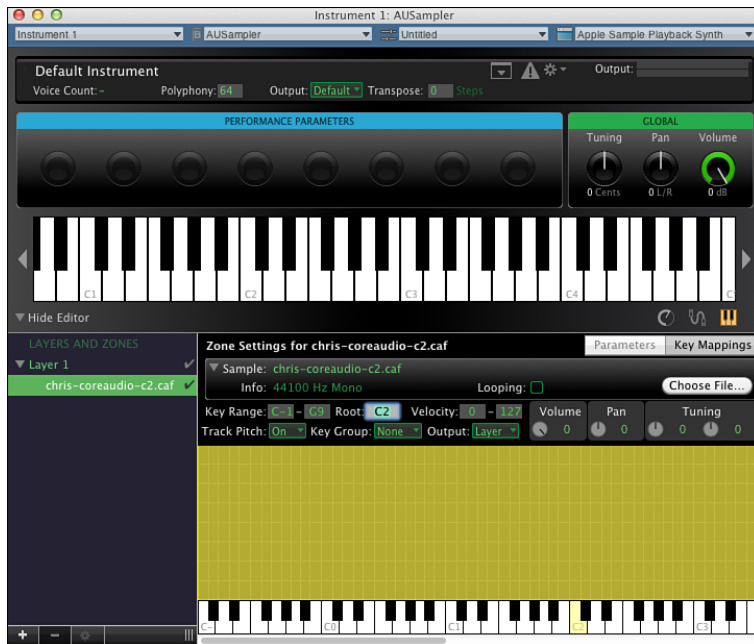 Instrument 1: AUSampler
Instrument 1 AUSampler Untitled Apple Sample Playback Synth
Default Instrument Output:
Voice Count: - Polyphony: 64 Output: Default Transpose: 0 Steps
PERFORMANCE PARAMETERS GLOBAL
Tuning Pan Volume
0 Cents 0 L/R 0 dB
C1 C2 C3 C4 C
Hide Editor
LAYERS AND ZONES Zone Settings for chris-coreaudio-c2.caf Parameters Key Mappings
Layer 1 Sample: chris-coreaudio-c2.caf
chris-coreaudio-c2.caf Info: 44100 Hz Mono Looping: Choose File...
Key Range: C-1 - G9 Root: C2 Velocity: 0 - 127 Volume Pan Tuning
Track Pitch: On Key Group: None Output: Layer 0 0 0 0
C- C0 C1 C2 C3